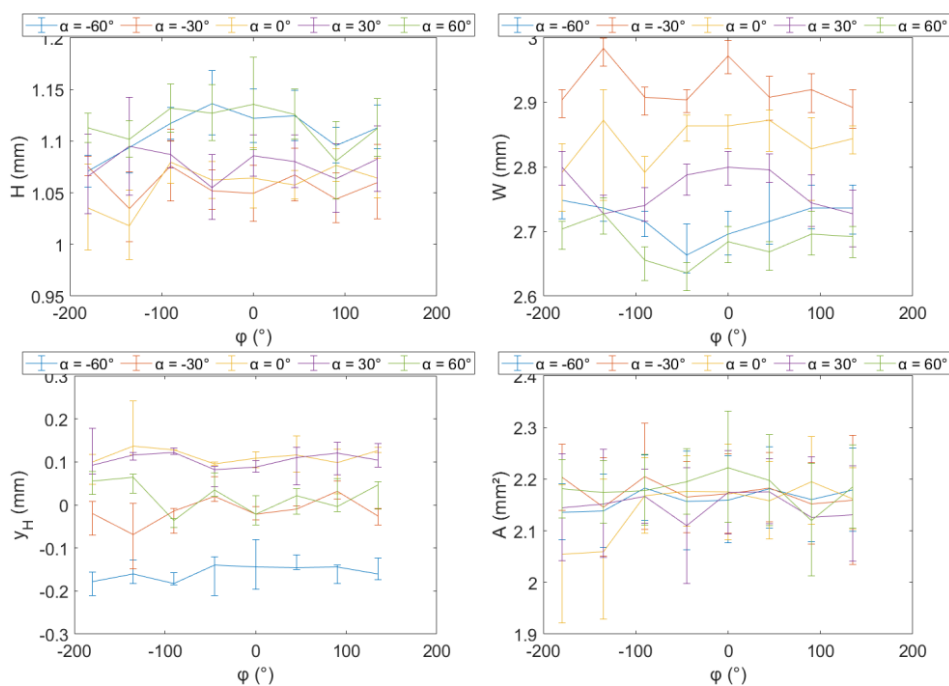 α = -60° α = -30° α = 0° α = 30° α = 60°
1.2
1.15
1.1
1.05
1
0.95
H (mm)
-200 -100 0 100 200
φ (°)
α = -60° α = -30° α = 0° α = 30° α = 60°
3
2.9
2.8
2.7
2.6
W (mm)
-200 -100 0 100 200
φ (°)
α = -60° α = -30° α = 0° α = 30° α = 60°
0.3
0.2
0.1
0
-0.1
-0.2
-0.3
y_H (mm)
-200 -100 0 100 200
φ (°)
α = -60° α = -30° α = 0° α = 30° α = 60°
2.4
2.3
2.2
2.1
2
1.9
A (mm²)
-200 -100 0 100 200
φ (°)